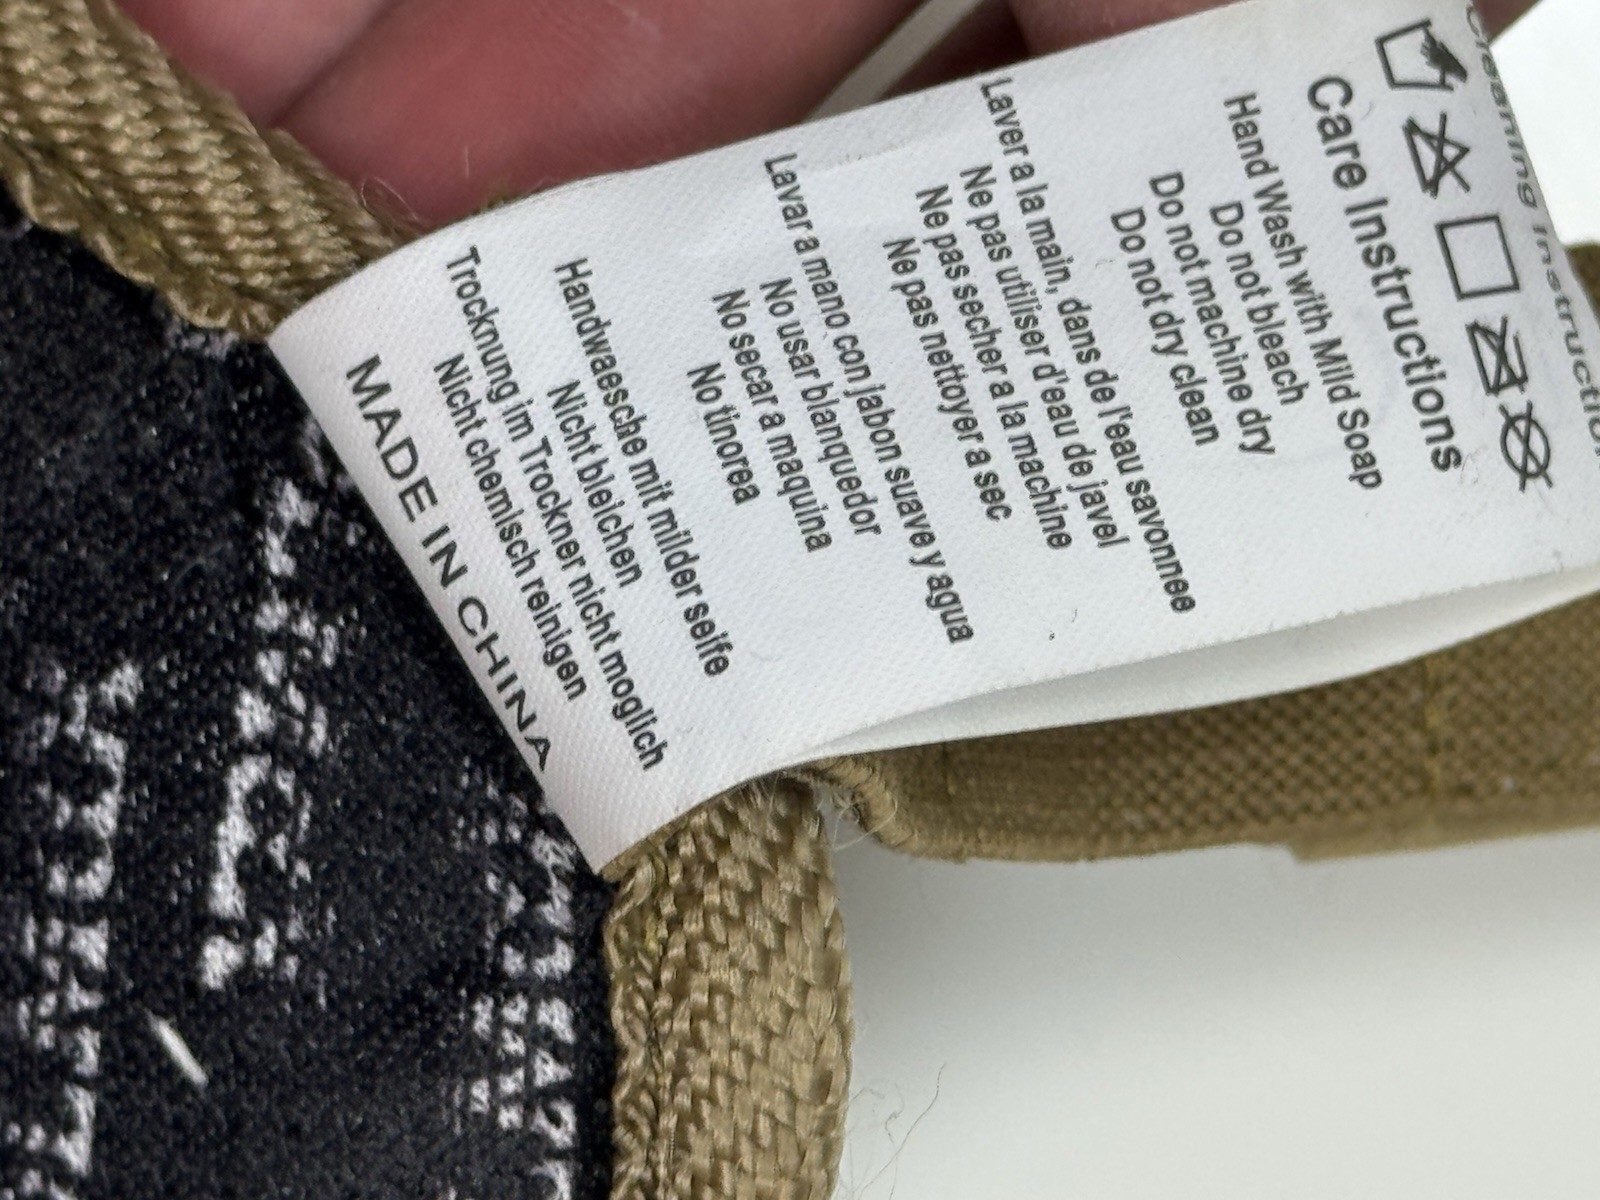 Cleaning Instructio
Care Instructions
Hand Wash with Mild Soap
Do not bleach
Do not machine dry
Do not dry clean
Laver a la main, dans de l'eau savonnee
Ne pas utiliser d'eau de javel
Ne pas secher a la machine
Ne pas nettoyer a sec
Lavar a mano con jabon suave y agua
No usar blanquedor
No secar a maquina
No tinorea
Handwaesche mit milder seife
Nicht bleichen
Trocknung im Trockner nicht moglich
Nicht chemisch reinigen
MADE IN CHINA